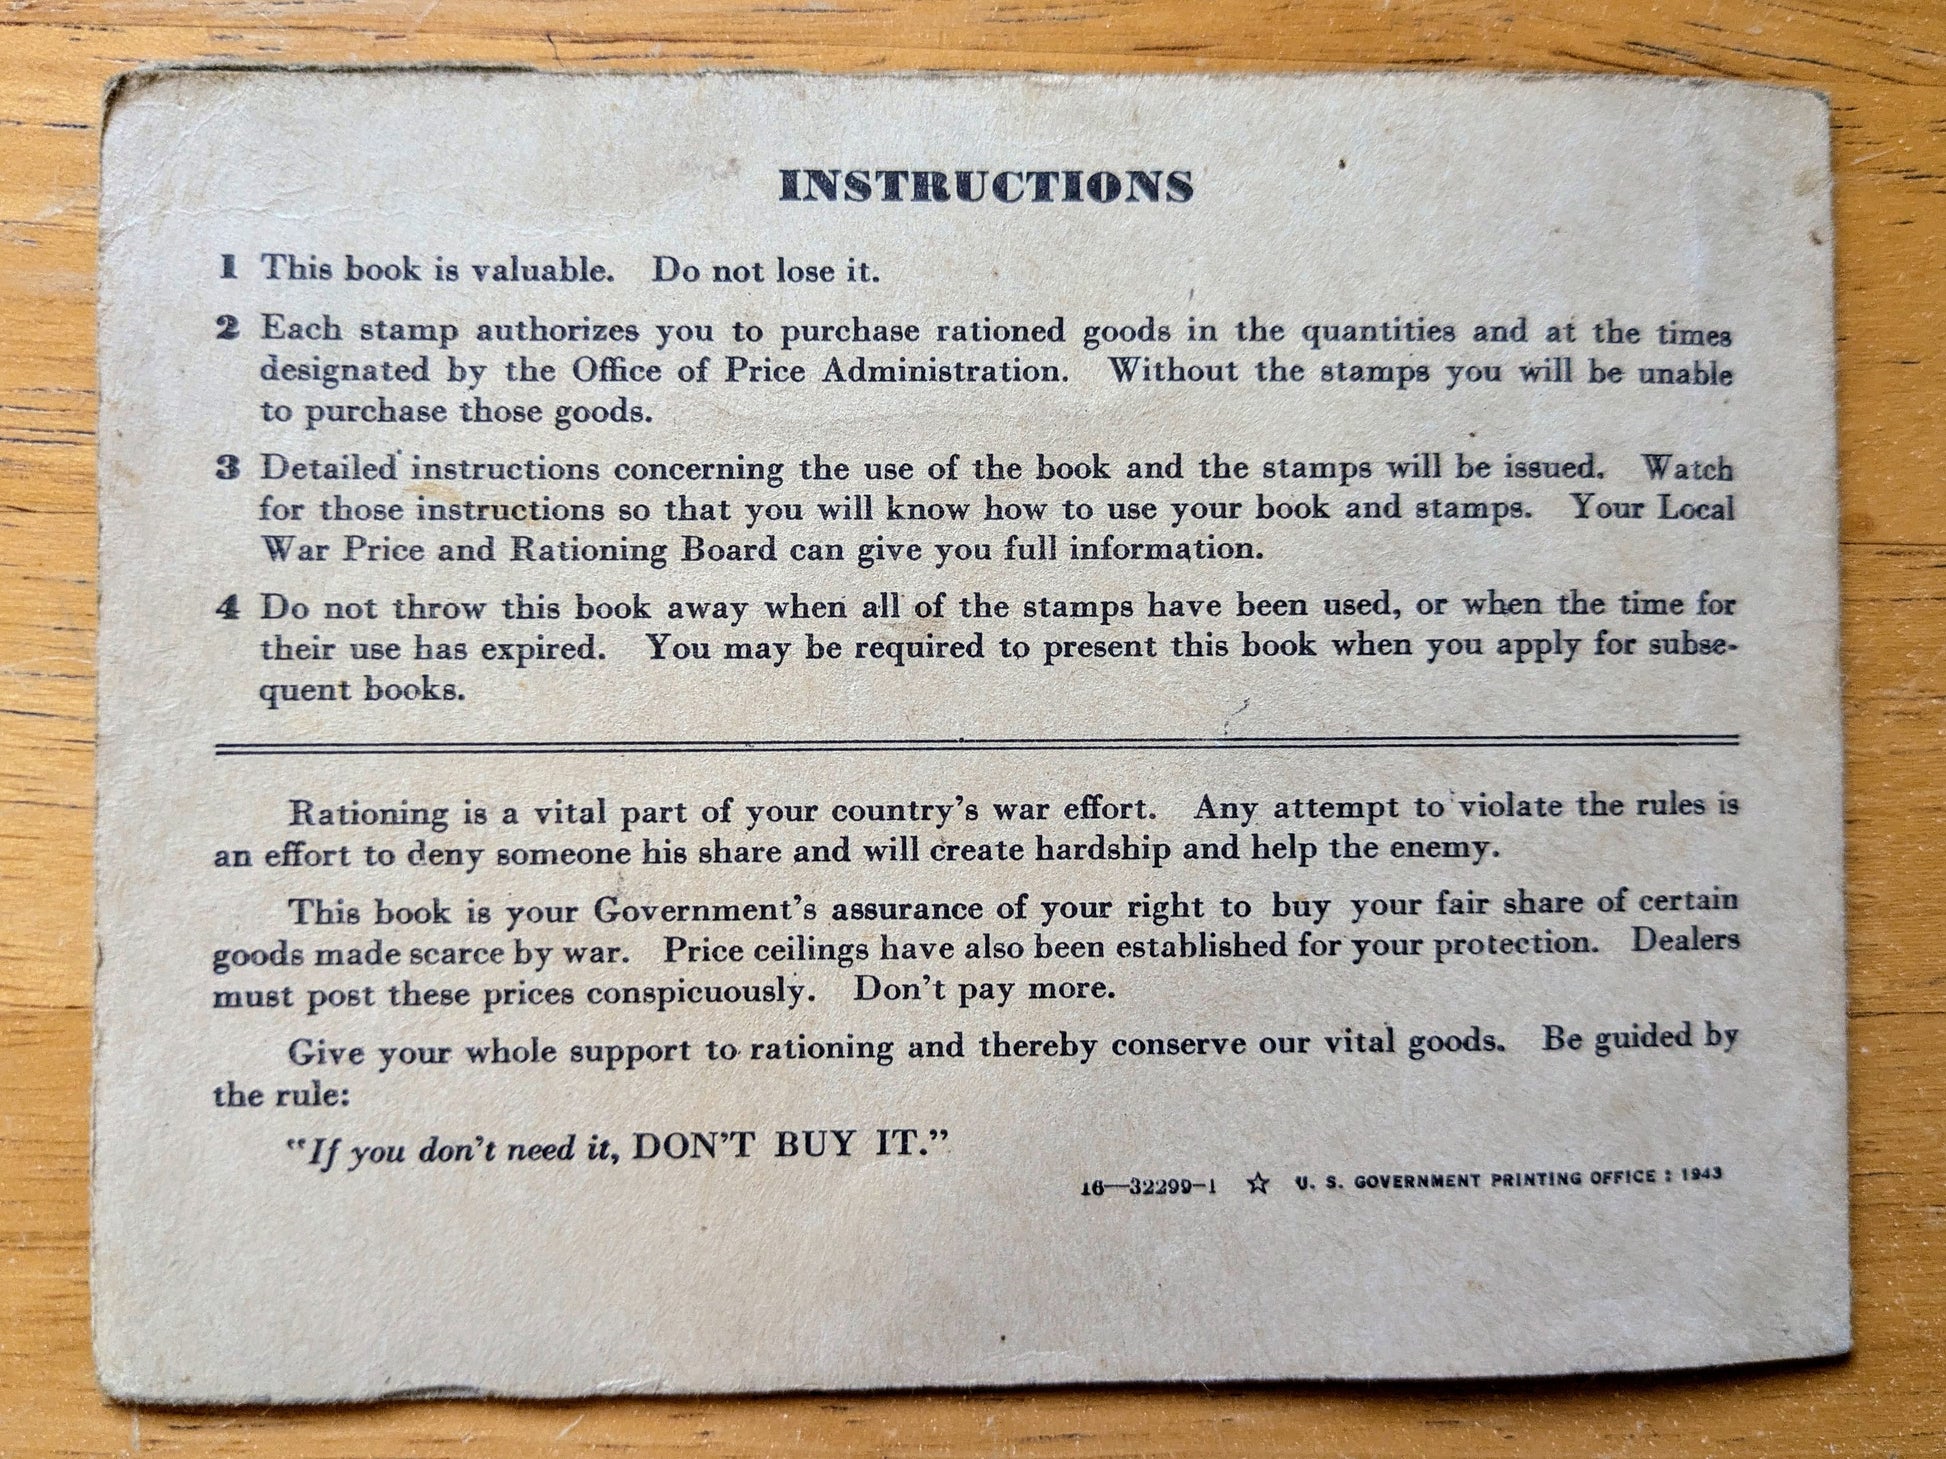 INSTRUCTIONS
1 This book is valuable. Do not lose it.
2 Each stamp authorizes you to purchase rationed goods in the quantities and at the times
designated by the Office of Price Administration. Without the stamps you will be unable
to purchase those goods.
3 Detailed instructions concerning the use of the book and the stamps will be issued. Watch
for those instructions so that you will know how to use your book and stamps. Your Local
War Price and Rationing Board can give you full information.
4 Do not throw this book away when all of the stamps have been used, or when the time for
their use has expired. You may be required to present this book when you apply for subse-
quent books.
Rationing is a vital part of your country's war effort. Any attempt to violate the rules is
an effort to deny someone his share and will create hardship and help the enemy.
This book is your Government's assurance of your right to buy your fair share of certain
goods made scarce by war. Price ceilings have also been established for your protection. Dealers
must post these prices conspicuously. Don't pay more.
Give your whole support to rationing and thereby conserve our vital goods. Be guided by
the rule:
"If you don't need it, DON'T BUY IT."
16—32299-1 ☆ U. S. GOVERNMENT PRINTING OFFICE : 1943